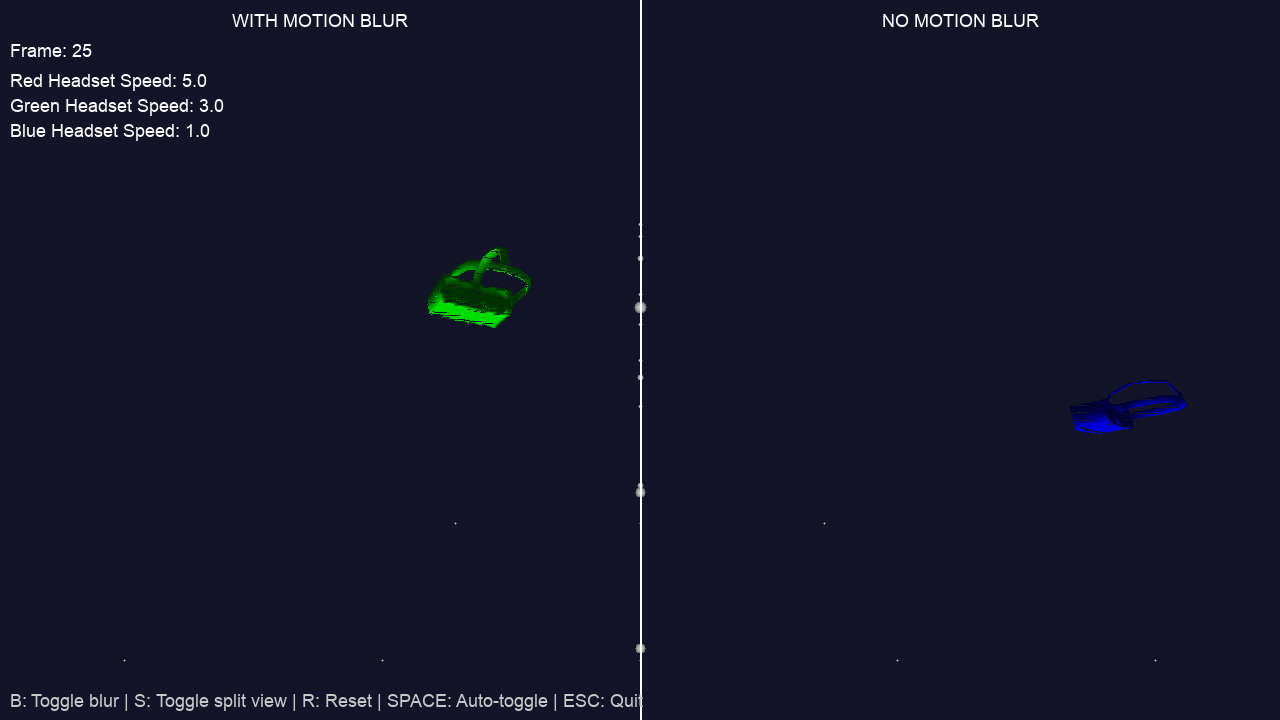 WITH MOTION BLUR
NO MOTION BLUR
Frame: 25
Red Headset Speed: 5.0
Green Headset Speed: 3.0
Blue Headset Speed: 1.0
B: Toggle blur | S: Toggle split view | R: Reset | SPACE: Auto-toggle | ESC: Quit